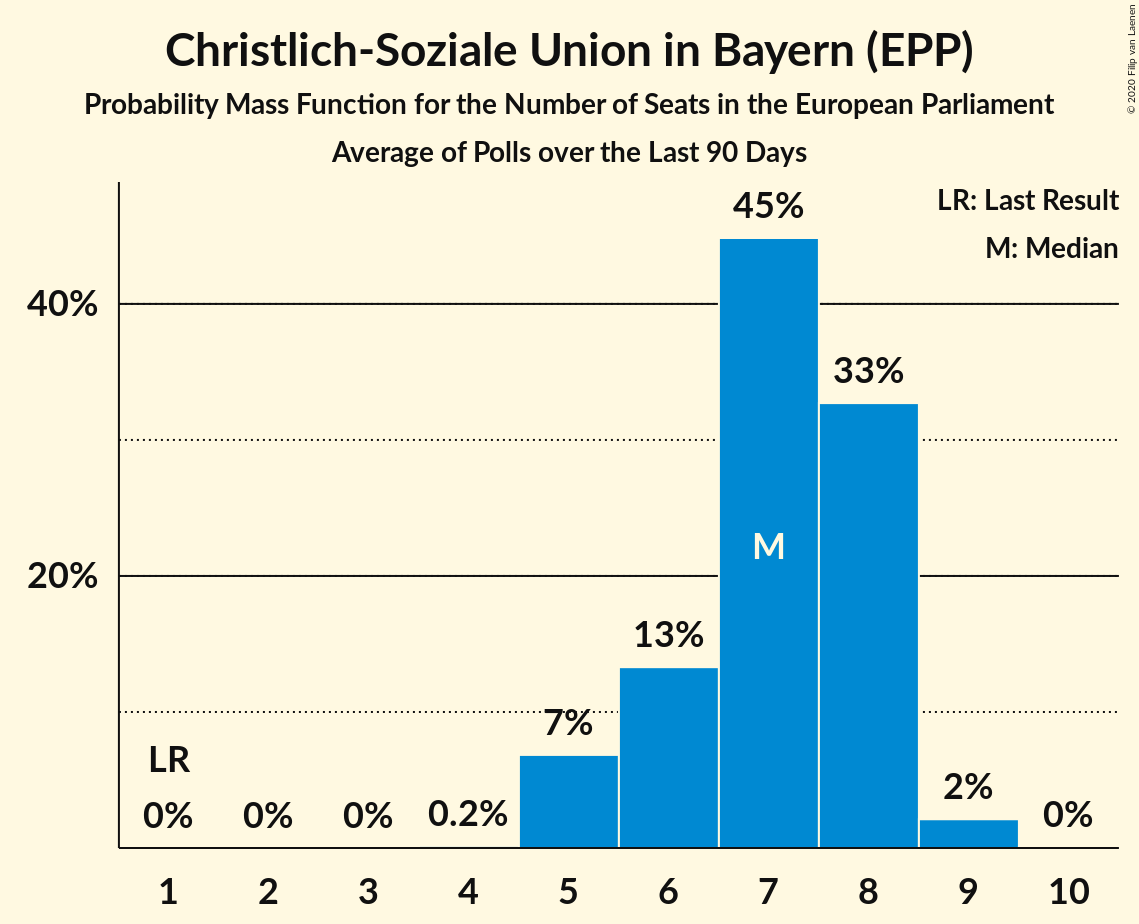 Christlich-Soziale Union in Bayern (EPP)
Probability Mass Function for the Number of Seats in the European Parliament
Average of Polls over the Last 90 Days
© 2020 Filip van Laenen
LR: Last Result
M: Median
45%
40%
33%
M
20%
13%
7%
LR
0%
0%
0%
0.2%
2%
0%
1
2
3
4
5
6
7
8
9
10